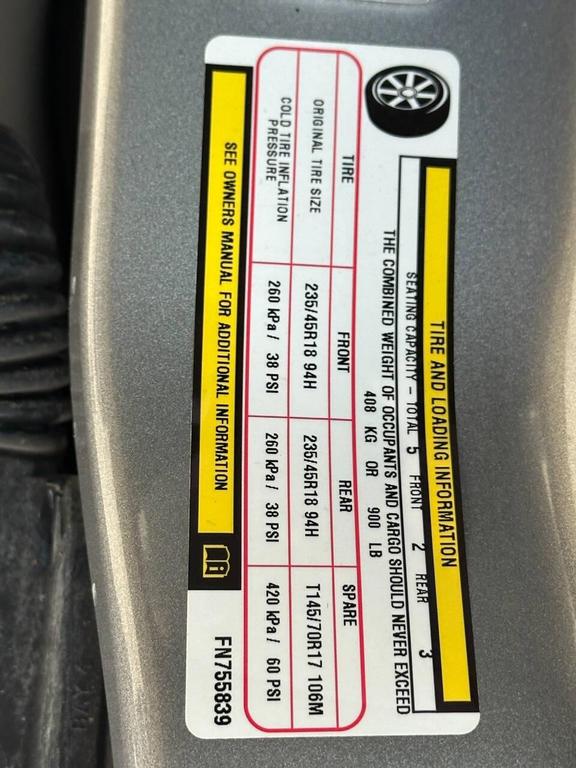 TIRE AND LOADING INFORMATION
SEATING CAPACITY - TOTAL 5 FRONT 2 REAR 3
THE COMBINED WEIGHT OF OCCUPANTS AND CARGO SHOULD NEVER EXCEED
408 KG OR 900 LB
TIRE FRONT REAR SPARE
ORIGINAL TIRE SIZE 235/45R18 94H 235/45R18 94H T145/70R17 106M
COLD TIRE INFLATION
PRESSURE 260 kPa / 38 PSI 260 kPa / 38 PSI 420 kPa / 60 PSI
SEE OWNERS MANUAL FOR ADDITIONAL INFORMATION
FN755839